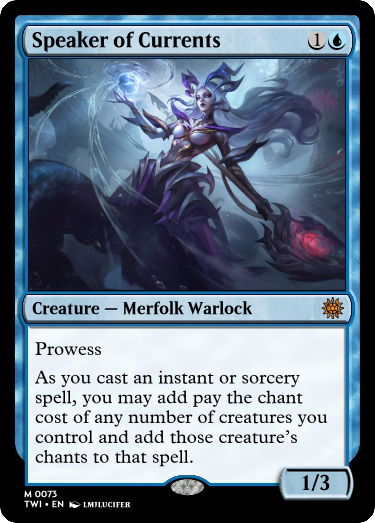 Speaker of Currents 1
Creature — Merfolk Warlock
Prowess
As you cast an instant or sorcery
spell, you may add pay the chant
cost of any number of creatures you
control and add those creature's
chants to that spell.
1/3
M 0073
TWI • EN LM|LUCIFER